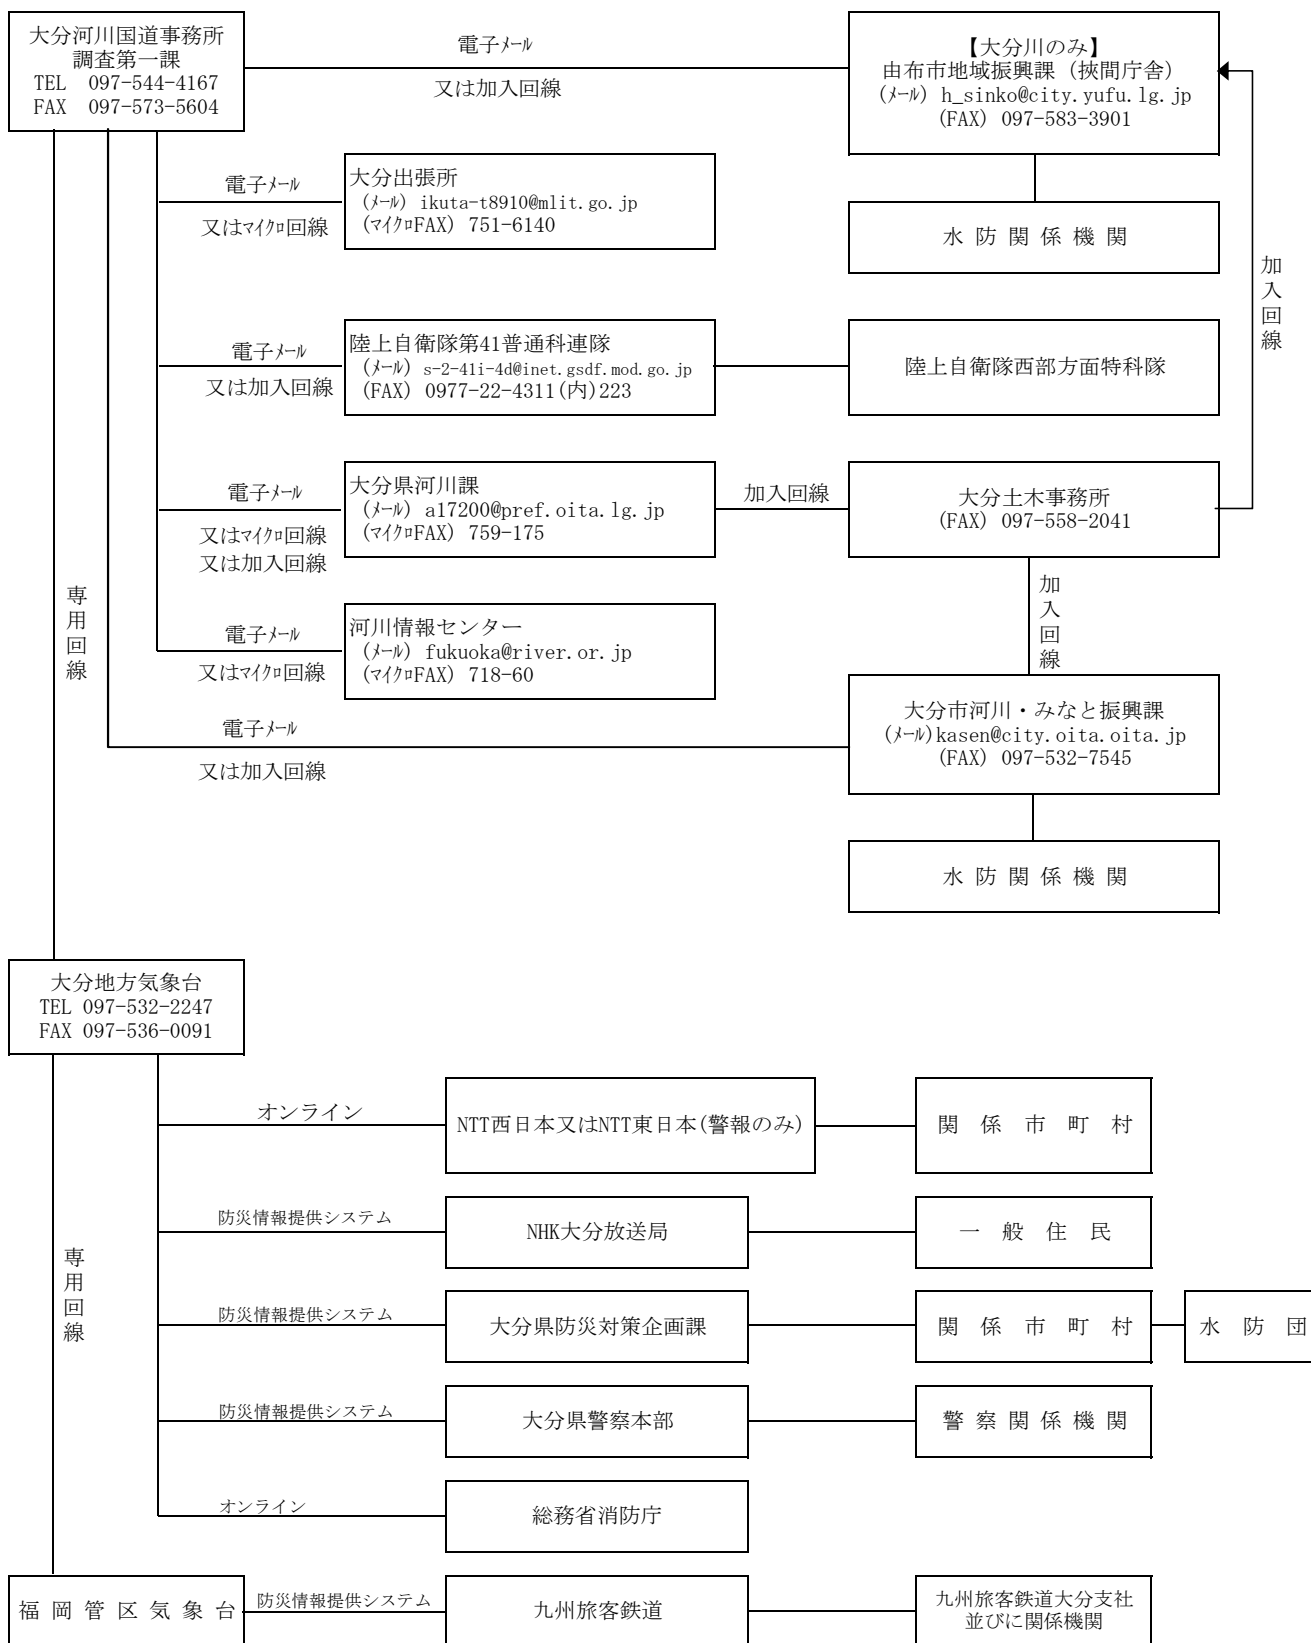 大分河川国道事務所
調査第一課
TEL 097-544-4167
FAX 097-573-5604
電子メール
又は加入回線
【大分川のみ】
由布市地域振興課（挾間庁舎）
(メール) h_sinko@city.yufu.lg.jp
(FAX) 097-583-3901
水防関係機関
加入回線
電子メール
又はマイクロ回線
大分出張所
(メール) ikuta-t8910@mlit.go.jp
(マイクロFAX) 751-6140
電子メール
又は加入回線
陸上自衛隊第41普通科連隊
(メール) s-2-41i-4d@inet.gsdf.mod.go.jp
(FAX) 0977-22-4311(内)223
陸上自衛隊西部方面特科隊
電子メール
又はマイクロ回線
又は加入回線
大分県河川課
(メール) a17200@pref.oita.lg.jp
(マイクロFAX) 759-175
加入回線
大分土木事務所
(FAX) 097-558-2041
加入回線
専用回線
電子メール
又はマイクロ回線
河川情報センター
(メール) fukuoka@river.or.jp
(マイクロFAX) 718-60
電子メール
又は加入回線
大分市河川・みなと振興課
(メール)kasen@city.oita.oita.jp
(FAX) 097-532-7545
水防関係機関
大分地方気象台
TEL 097-532-2247
FAX 097-536-0091
オンライン
NTT西日本又はNTT東日本(警報のみ)
関係市町村
防災情報提供システム
NHK大分放送局
一般住民
専用回線
防災情報提供システム
大分県防災対策企画課
関係市町村
水防団
防災情報提供システム
大分県警察本部
警察関係機関
オンライン
総務省消防庁
福岡管区気象台
防災情報提供システム
九州旅客鉄道
九州旅客鉄道大分支社
並びに関係機関